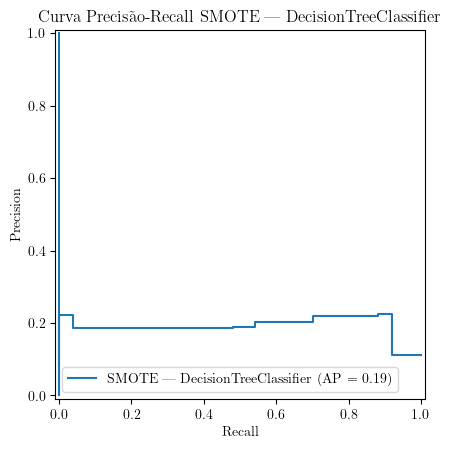 Curva Precisão-Recall SMOTE — DecisionTreeClassifier
1.0
0.8
0.6
0.4
0.2
0.0
Precision
SMOTE — DecisionTreeClassifier (AP = 0.19)
0.0 0.2 0.4 0.6 0.8 1.0
Recall